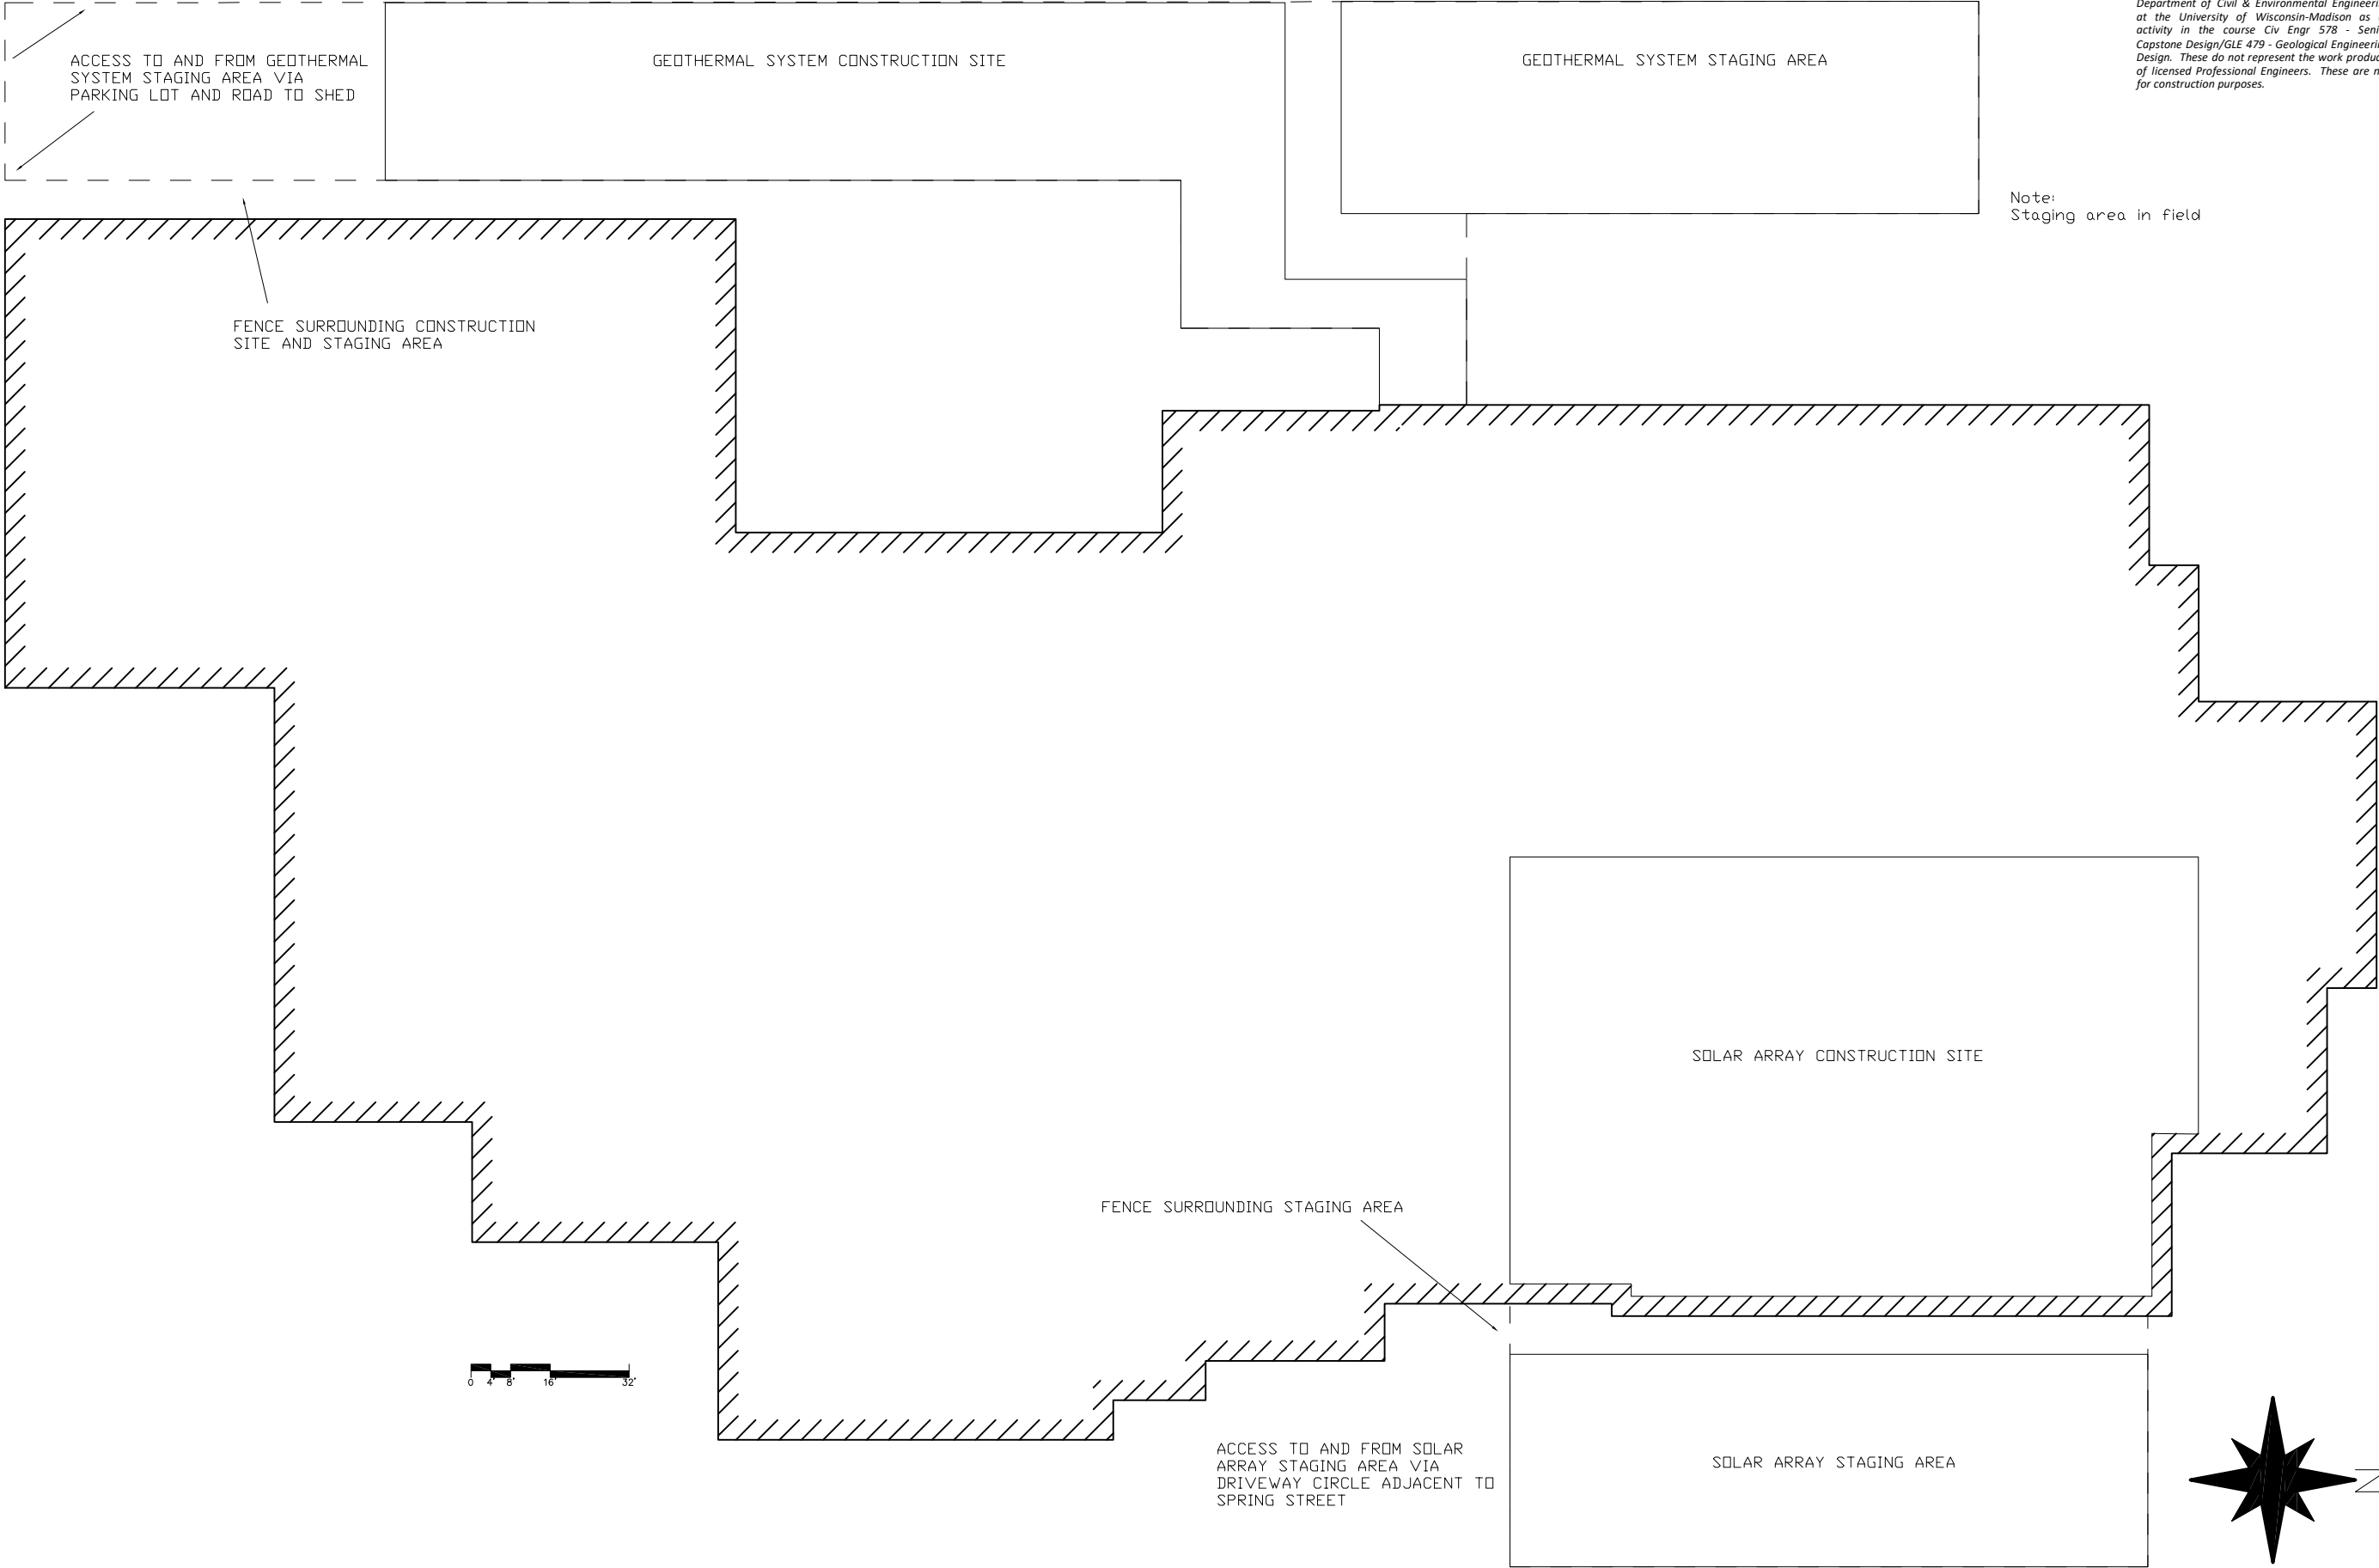 Department of Civil & Environmental
at the University of Wisconsin-Madison as
activity in the course Civ Engr 578 -
Capstone Design/GLE 479 - Geological
Design. These do not represent the work
of licensed Professional Engineers. These are
for construction purposes.
ACCESS TO AND FROM GEOTHERMAL
SYSTEM STAGING AREA VIA
PARKING LOT AND ROAD TO SHED
GEOTHERMAL SYSTEM CONSTRUCTION SITE
GEOTHERMAL SYSTEM STAGING AREA
Note:
Staging area in field
FENCE SURROUNDING CONSTRUCTION
SITE AND STAGING AREA
SOLAR ARRAY CONSTRUCTION SITE
FENCE SURROUNDING STAGING AREA
0 4' 8' 16' 32'
ACCESS TO AND FROM SOLAR
ARRAY STAGING AREA VIA
DRIVEWAY CIRCLE ADJACENT TO
SPRING STREET
SOLAR ARRAY STAGING AREA